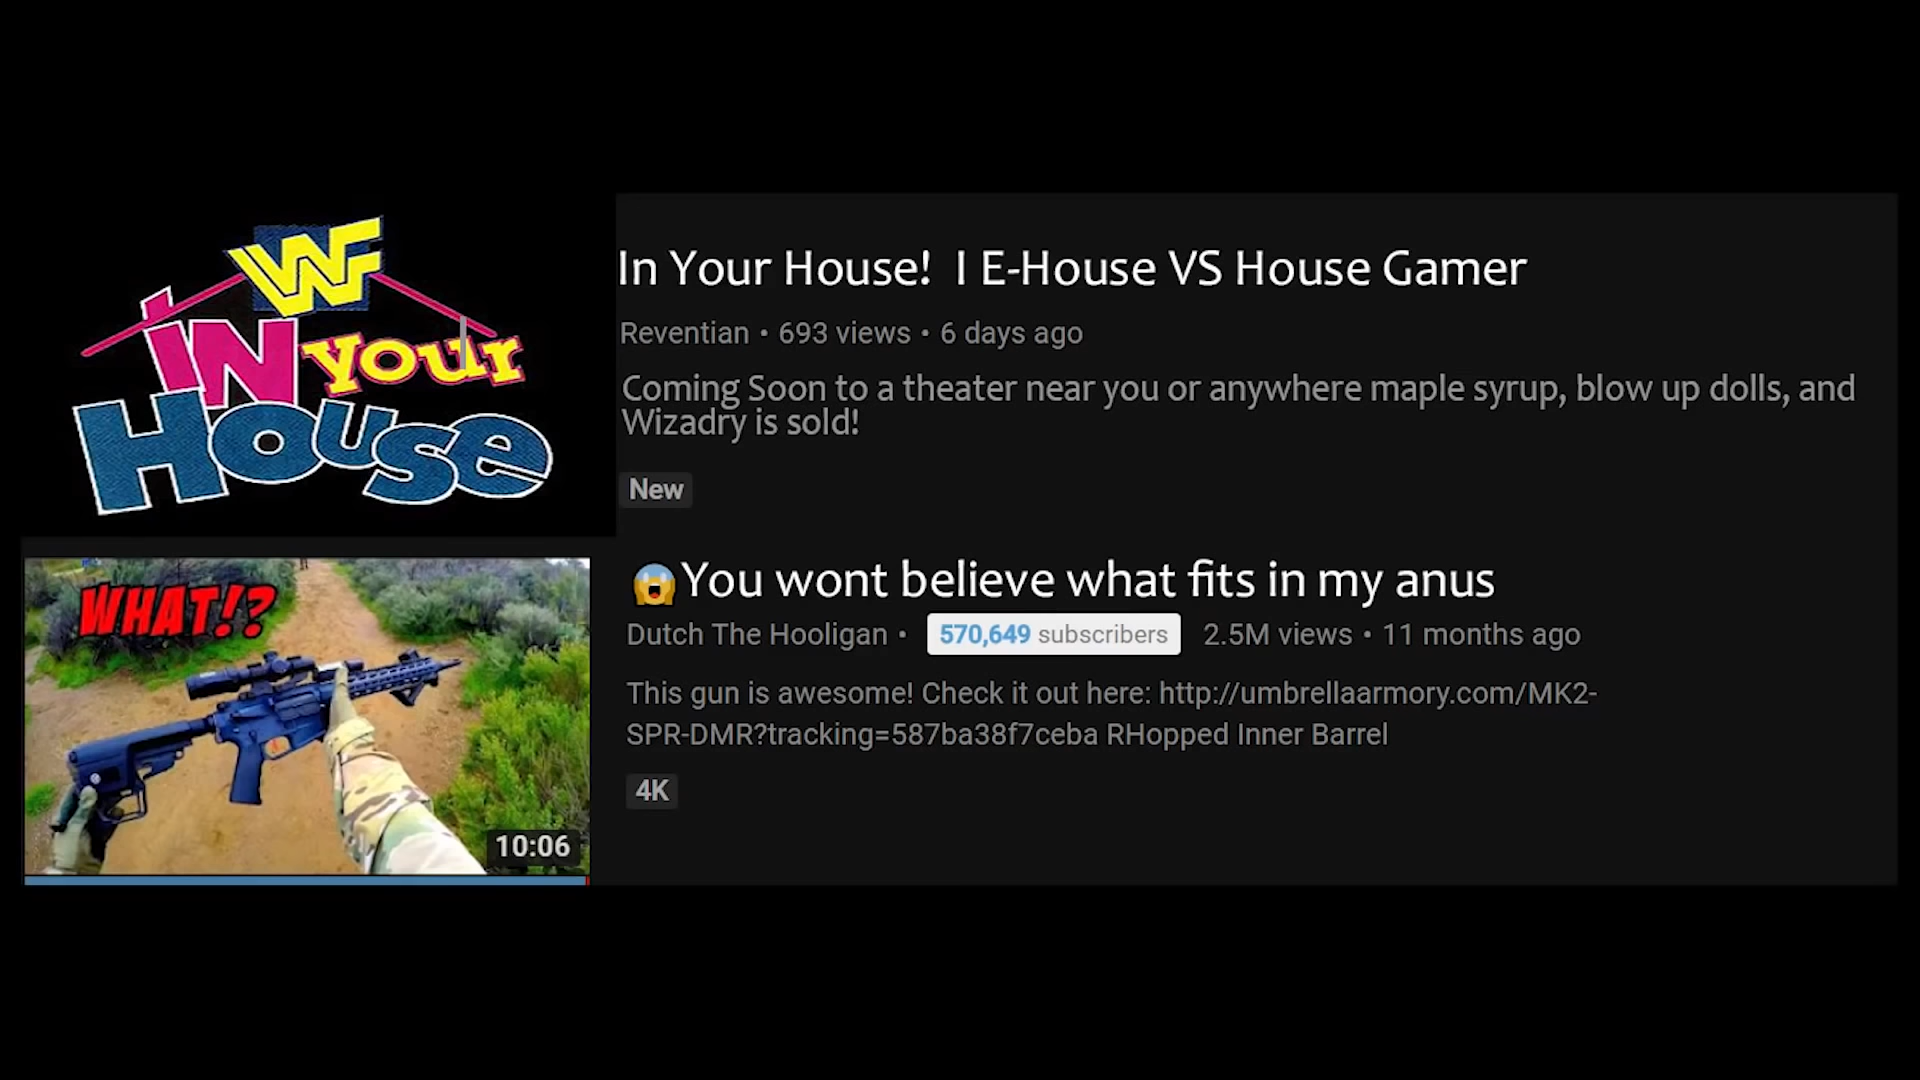 WF
IN your
House
In Your House! I E-House VS House Gamer
Reventian • 693 views • 6 days ago
Coming Soon to a theater near you or anywhere maple syrup, blow up dolls, and
Wizadry is sold!
New
WHAT!?
10:06
😱You wont believe what fits in my anus
Dutch The Hooligan • 570,649 subscribers 2.5M views • 11 months ago
This gun is awesome! Check it out here: http://umbrellaarmory.com/MK2-
SPR-DMR?tracking=587ba38f7ceba RHopped Inner Barrel
4K